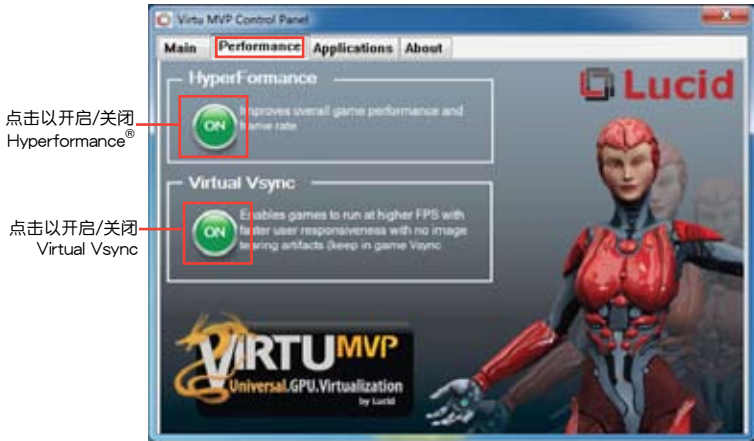 Virtu MVP Control Panel
Main Performance Applications About
HyperFormance
ON
Improves overall game performance and
frame rate
Lucid
点击以开启/关闭
Hyperformance®
Virtual Vsync
ON
Enables games to run at higher FPS with
faster user responsiveness with no image
tearing artifacts (keep in game Vsync
点击以开启/关闭
Virtual Vsync
VIRTU MVP
Universal.GPU.Virtualization
by Lucid